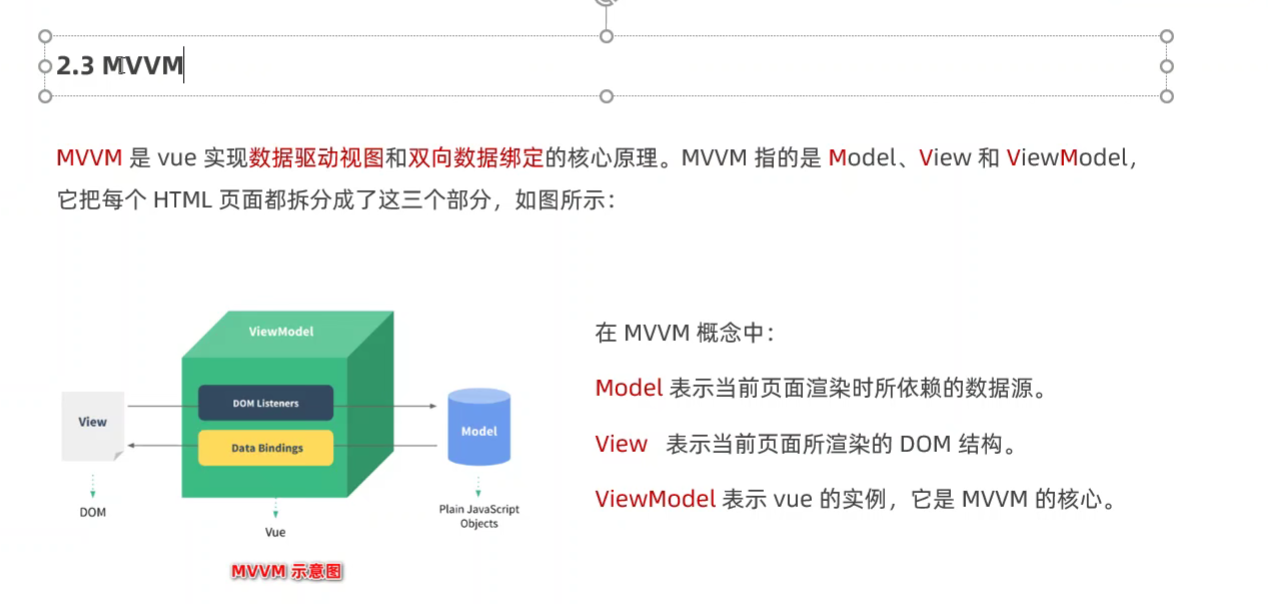 2.3 MVVM
MVVM 是 vue 实现数据驱动视图和双向数据绑定的核心原理。MVVM 指的是 Model、View 和 ViewModel，
它把每个 HTML 页面都拆分成了这三个部分，如图所示：
ViewModel
DOM Listeners
View
Model
Data Bindings
DOM
Vue
Plain JavaScript
Objects
MVVM 示意图
在 MVVM 概念中：
Model 表示当前页面渲染时所依赖的数据源。
View 表示当前页面所渲染的 DOM 结构。
ViewModel 表示 vue 的实例，它是 MVVM 的核心。